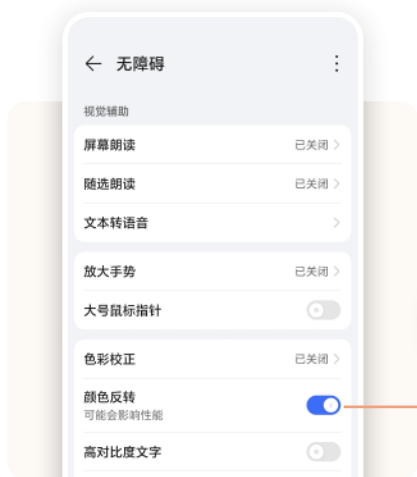 无障碍
视觉辅助
屏幕朗读 已关闭
随选朗读 已关闭
文本转语音
放大手势 已关闭
大号鼠标指针
色彩校正 已关闭
颜色反转
可能会影响性能
高对比度文字